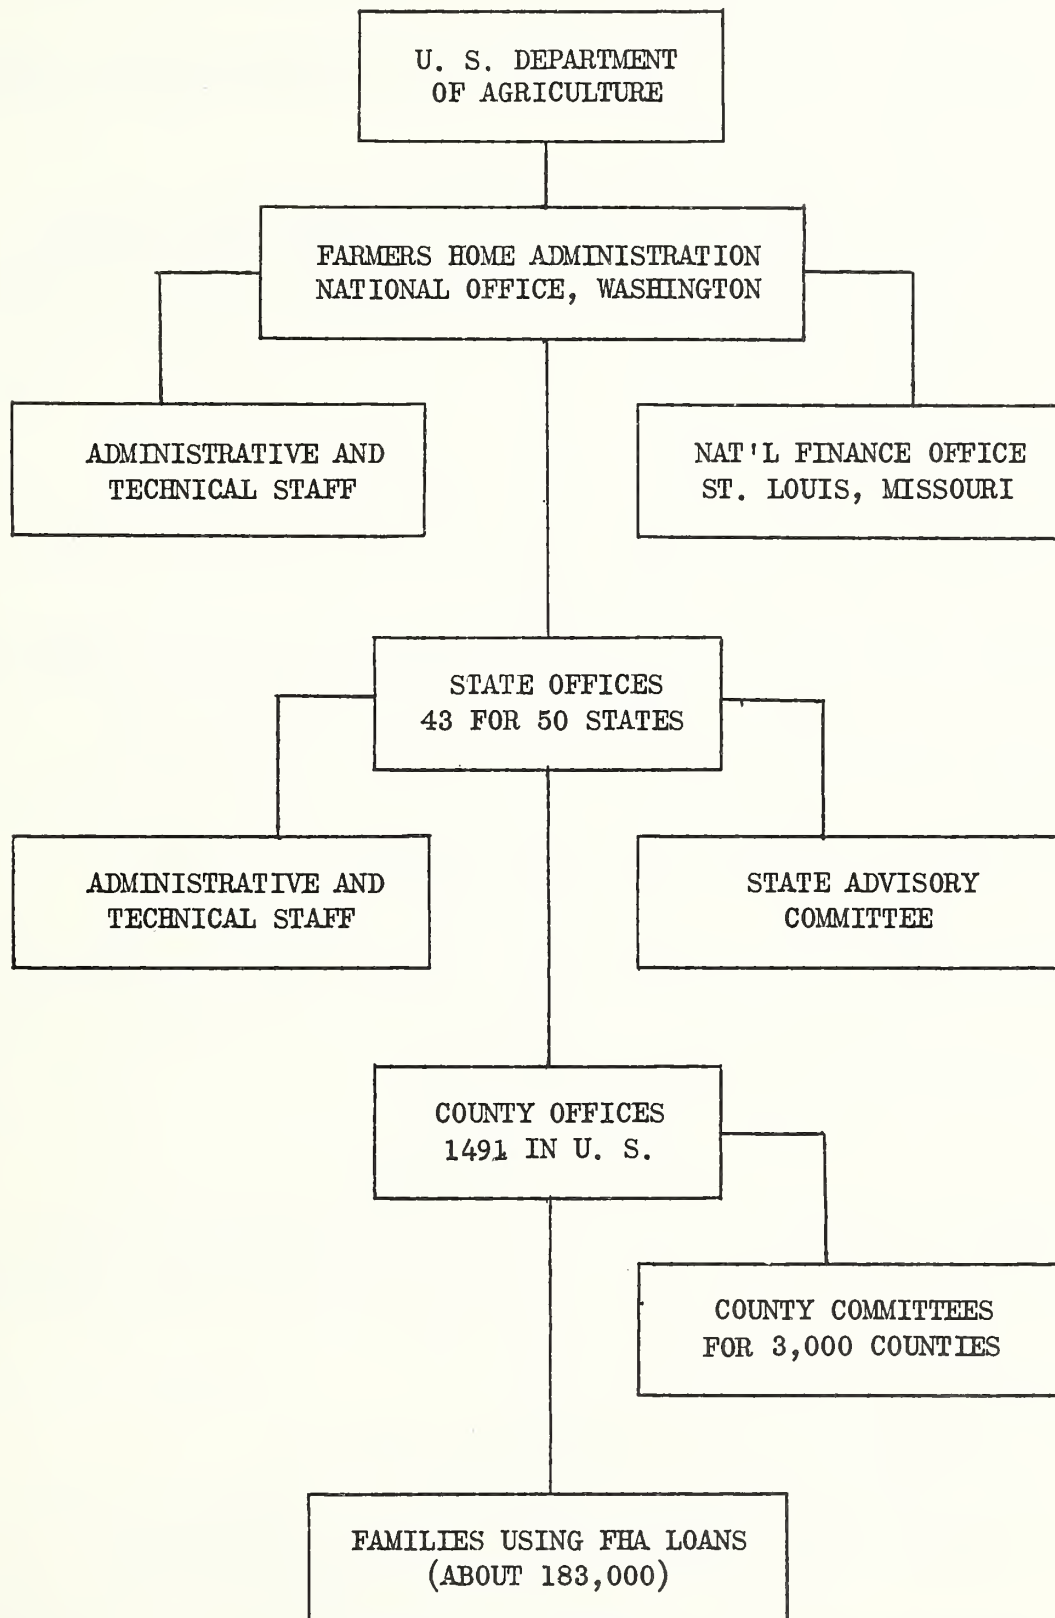 U. S. DEPARTMENT
OF AGRICULTURE
FARMERS HOME ADMINISTRATION
NATIONAL OFFICE, WASHINGTON
ADMINISTRATIVE AND
TECHNICAL STAFF
NAT'L FINANCE OFFICE
ST. LOUIS, MISSOURI
STATE OFFICES
43 FOR 50 STATES
ADMINISTRATIVE AND
TECHNICAL STAFF
STATE ADVISORY
COMMITTEE
COUNTY OFFICES
1491 IN U. S.
COUNTY COMMITTEES
FOR 3,000 COUNTIES
FAMILIES USING FHA LOANS
(ABOUT 183,000)